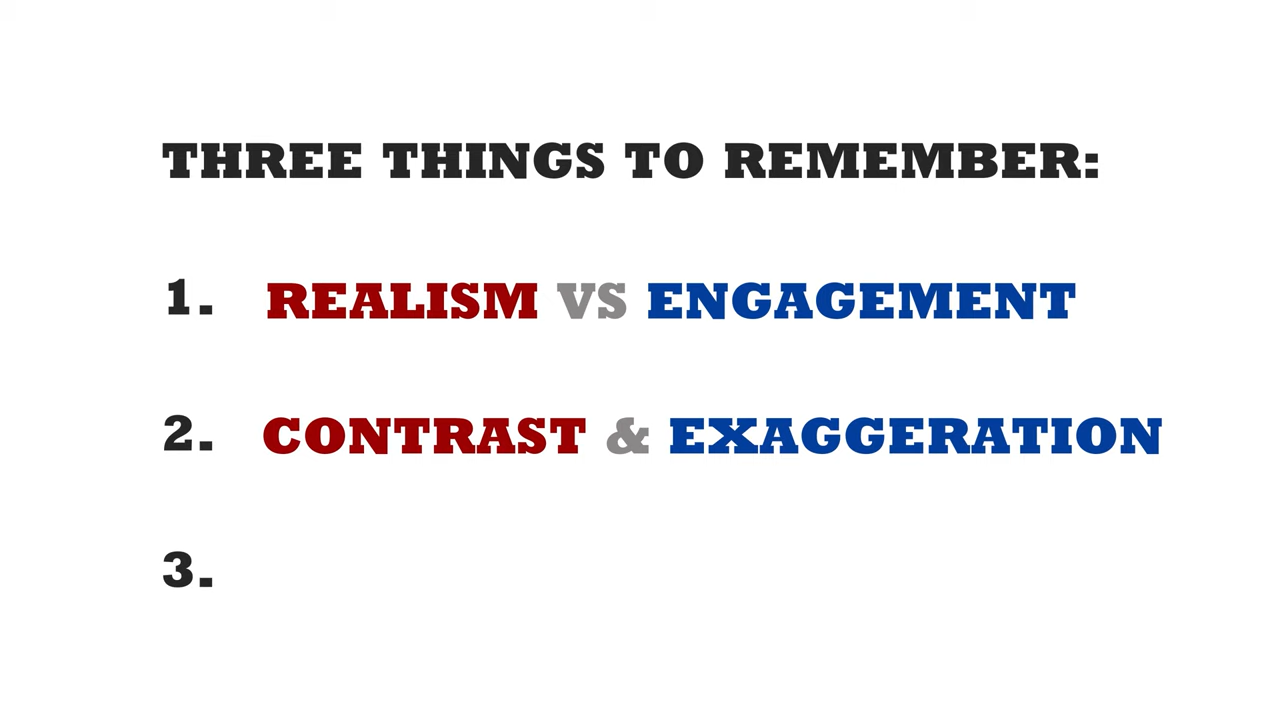 THREE THINGS TO REMEMBER:
1. REALISM VS ENGAGEMENT
2. CONTRAST & EXAGGERATION
3.